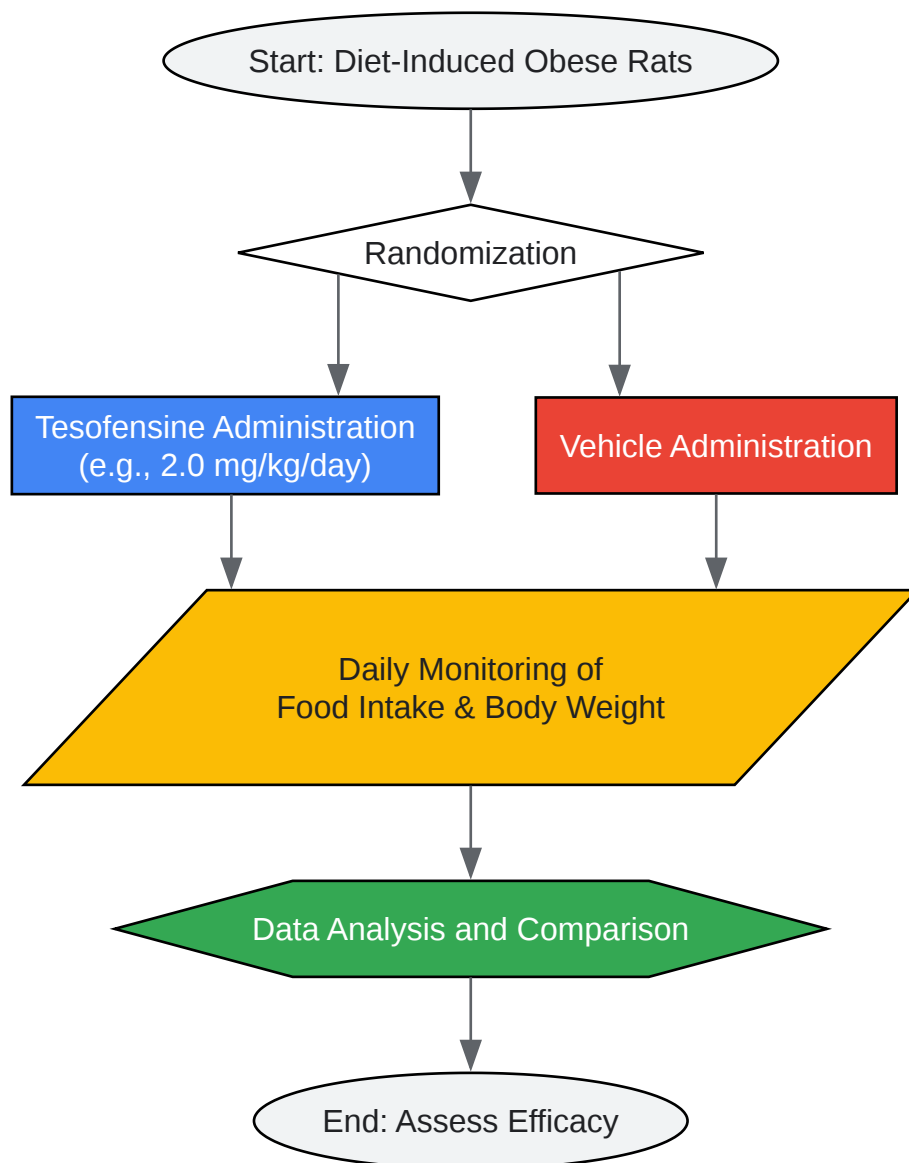 Start: Diet-Induced Obese Rats
Randomization
Tesofensine Administration
(e.g., 2.0 mg/kg/day)
Vehicle Administration
Daily Monitoring of
Food Intake & Body Weight
Data Analysis and Comparison
End: Assess Efficacy